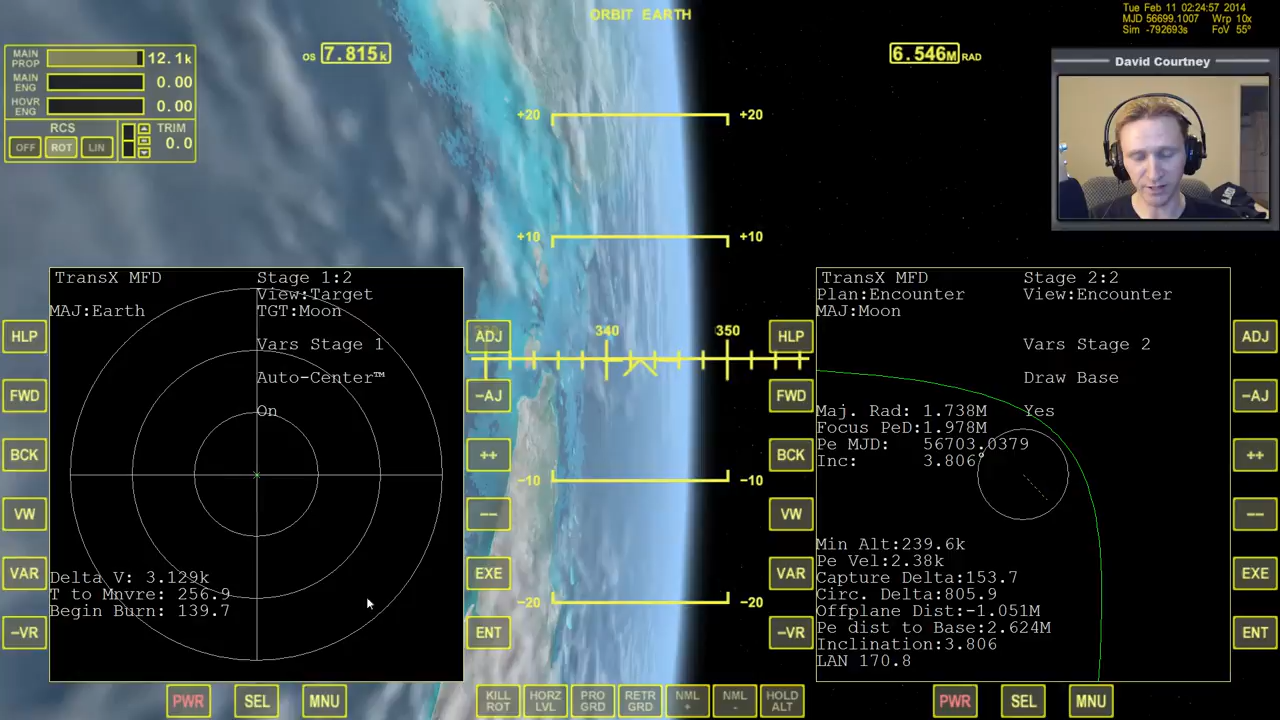 ORBIT EARTH
Tue Feb 11 02:24:57 2014
MJD 56699.1007 Wrp 10x
Sim -792693s FoV 55°
MAIN PROP 12.1k
MAIN ENG 0.00
HOVR ENG 0.00
RCS TRIM
OFF ROT LIN 0.0
OS 7.815k
6.546M RAD
David Courtney
+20 +20
+10 +10
340 350
-10 -10
-20 -20
TransX MFD Stage 1:2
View:Target
MAJ:Earth TGT:Moon
Vars Stage 1
Auto-Center™
On
Delta V: 3.129k
T to Mnvre: 256.9
Begin Burn: 139.7
HLP
FWD
BCK
VW
VAR
-VR
ADJ
-AJ
++
--
EXE
ENT
PWR SEL MNU
KILL ROT
HORZ LVL
PRO GRD
RETR GRD
NML +
NML -
HOLD ALT
TransX MFD Stage 2:2
Plan:Encounter View:Encounter
MAJ:Moon
Vars Stage 2
Draw Base
Maj. Rad: 1.738M Yes
Focus PeD:1.978M
Pe MJD: 56703.0379
Inc: 3.806°
Min Alt:239.6k
Pe Vel:2.38k
Capture Delta:153.7
Circ. Delta:805.9
Offplane Dist:-1.051M
Pe dist to Base:2.624M
Inclination:3.806
LAN 170.8
HLP
FWD
BCK
VW
VAR
-VR
ADJ
-AJ
++
--
EXE
ENT
PWR SEL MNU